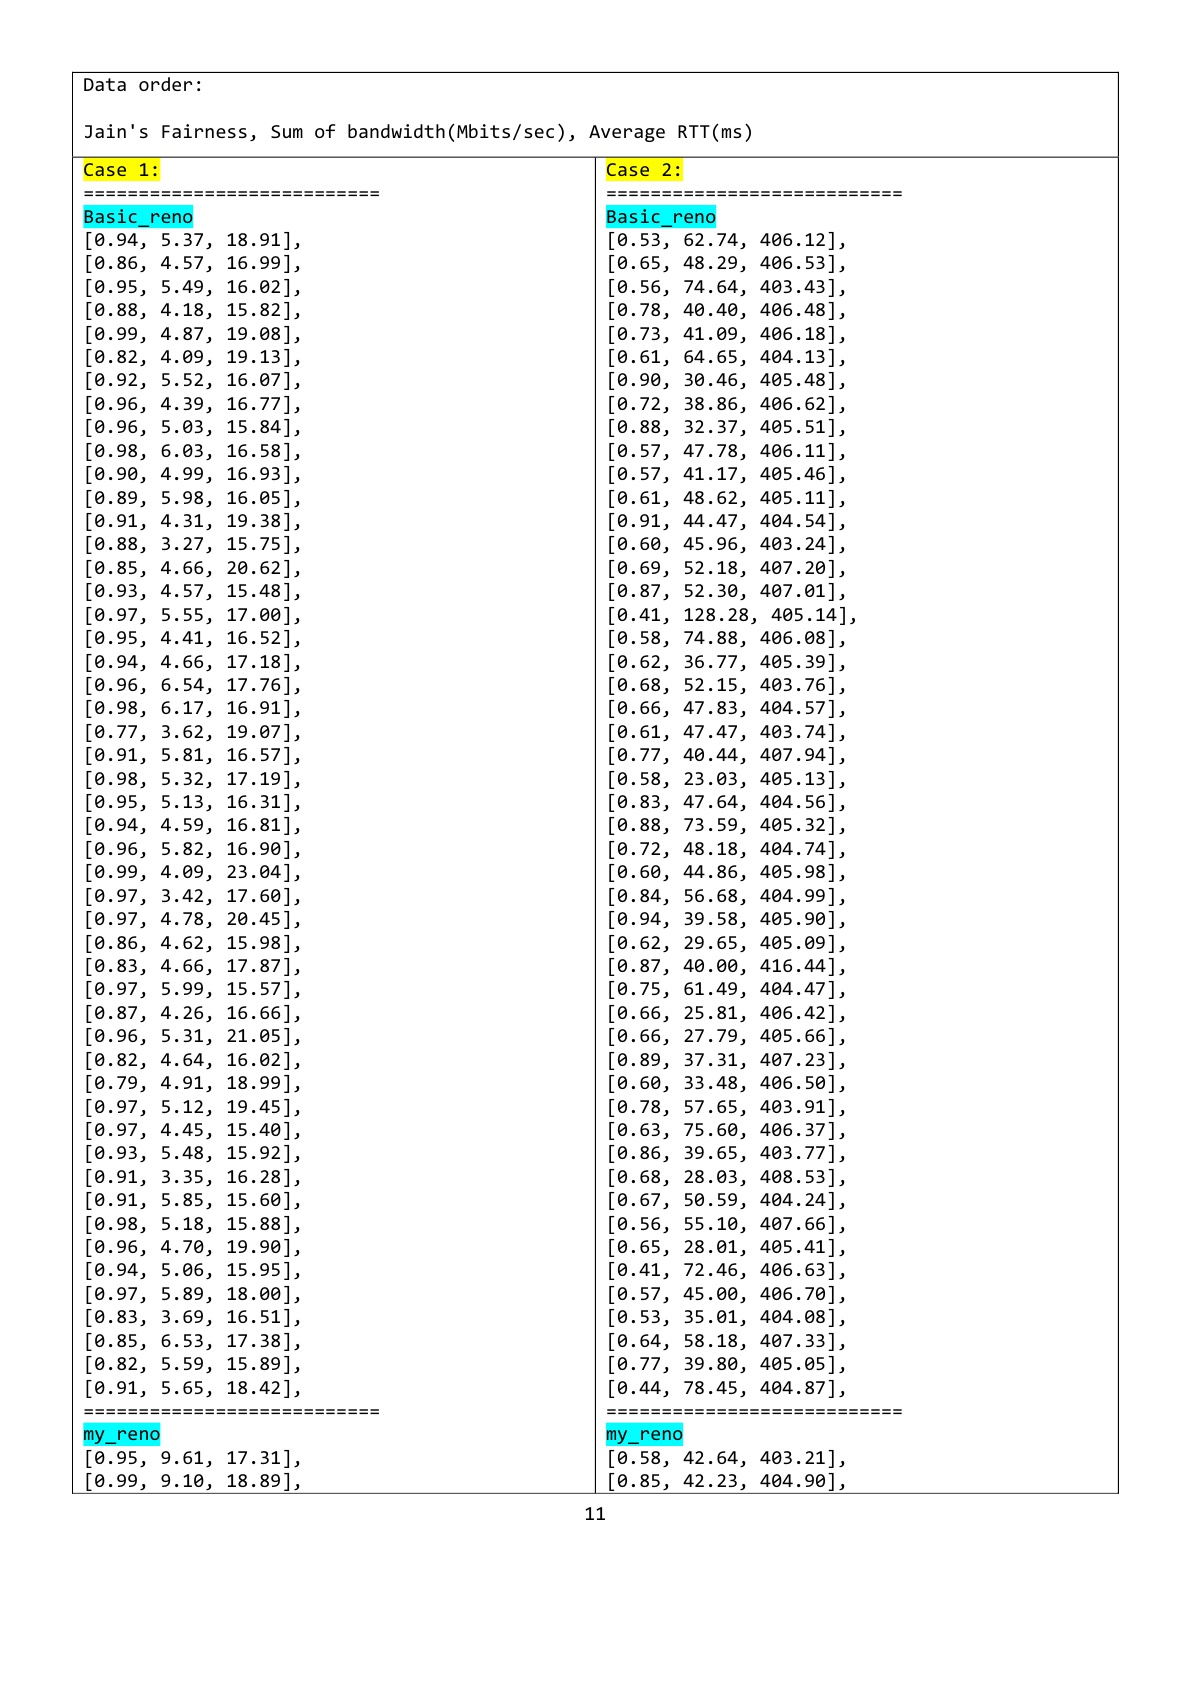 Data order:
Jain's Fairness, Sum of bandwidth(Mbits/sec), Average RTT(ms)
Case 1:
===========================
Basic_reno
[0.94, 5.37, 18.91],
[0.86, 4.57, 16.99],
[0.95, 5.49, 16.02],
[0.88, 4.18, 15.82],
[0.99, 4.87, 19.08],
[0.82, 4.09, 19.13],
[0.92, 5.52, 16.07],
[0.96, 4.39, 16.77],
[0.96, 5.03, 15.84],
[0.98, 6.03, 16.58],
[0.90, 4.99, 16.93],
[0.89, 5.98, 16.05],
[0.91, 4.31, 19.38],
[0.88, 3.27, 15.75],
[0.85, 4.66, 20.62],
[0.93, 4.57, 15.48],
[0.97, 5.55, 17.00],
[0.95, 4.41, 16.52],
[0.94, 4.66, 17.18],
[0.96, 6.54, 17.76],
[0.98, 6.17, 16.91],
[0.77, 3.62, 19.07],
[0.91, 5.81, 16.57],
[0.98, 5.32, 17.19],
[0.95, 5.13, 16.31],
[0.94, 4.59, 16.81],
[0.96, 5.82, 16.90],
[0.99, 4.09, 23.04],
[0.97, 3.42, 17.60],
[0.97, 4.78, 20.45],
[0.86, 4.62, 15.98],
[0.83, 4.66, 17.87],
[0.97, 5.99, 15.57],
[0.87, 4.26, 16.66],
[0.96, 5.31, 21.05],
[0.82, 4.64, 16.02],
[0.79, 4.91, 18.99],
[0.97, 5.12, 19.45],
[0.97, 4.45, 15.40],
[0.93, 5.48, 15.92],
[0.91, 3.35, 16.28],
[0.91, 5.85, 15.60],
[0.98, 5.18, 15.88],
[0.96, 4.70, 19.90],
[0.94, 5.06, 15.95],
[0.97, 5.89, 18.00],
[0.83, 3.69, 16.51],
[0.85, 6.53, 17.38],
[0.82, 5.59, 15.89],
[0.91, 5.65, 18.42],
===========================
my_reno
[0.95, 9.61, 17.31],
[0.99, 9.10, 18.89],
Case 2:
===========================
Basic_reno
[0.53, 62.74, 406.12],
[0.65, 48.29, 406.53],
[0.56, 74.64, 403.43],
[0.78, 40.40, 406.48],
[0.73, 41.09, 406.18],
[0.61, 64.65, 404.13],
[0.90, 30.46, 405.48],
[0.72, 38.86, 406.62],
[0.88, 32.37, 405.51],
[0.57, 47.78, 406.11],
[0.57, 41.17, 405.46],
[0.61, 48.62, 405.11],
[0.91, 44.47, 404.54],
[0.60, 45.96, 403.24],
[0.69, 52.18, 407.20],
[0.87, 52.30, 407.01],
[0.41, 128.28, 405.14],
[0.58, 74.88, 406.08],
[0.62, 36.77, 405.39],
[0.68, 52.15, 403.76],
[0.66, 47.83, 404.57],
[0.61, 47.47, 403.74],
[0.77, 40.44, 407.94],
[0.58, 23.03, 405.13],
[0.83, 47.64, 404.56],
[0.88, 73.59, 405.32],
[0.72, 48.18, 404.74],
[0.60, 44.86, 405.98],
[0.84, 56.68, 404.99],
[0.94, 39.58, 405.90],
[0.62, 29.65, 405.09],
[0.87, 40.00, 416.44],
[0.75, 61.49, 404.47],
[0.66, 25.81, 406.42],
[0.66, 27.79, 405.66],
[0.89, 37.31, 407.23],
[0.60, 33.48, 406.50],
[0.78, 57.65, 403.91],
[0.63, 75.60, 406.37],
[0.86, 39.65, 403.77],
[0.68, 28.03, 408.53],
[0.67, 50.59, 404.24],
[0.56, 55.10, 407.66],
[0.65, 28.01, 405.41],
[0.41, 72.46, 406.63],
[0.57, 45.00, 406.70],
[0.53, 35.01, 404.08],
[0.64, 58.18, 407.33],
[0.77, 39.80, 405.05],
[0.44, 78.45, 404.87],
===========================
my_reno
[0.58, 42.64, 403.21],
[0.85, 42.23, 404.90],
11